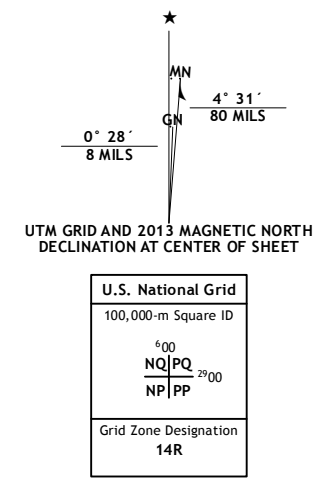 ★
MN
4° 31´
80 MILS
GN
0° 28´
8 MILS
UTM GRID AND 2013 MAGNETIC NORTH
DECLINATION AT CENTER OF SHEET
U.S. National Grid
100,000-m Square ID
⁶00
NQ PQ
²⁹00
NP PP
Grid Zone Designation
14R